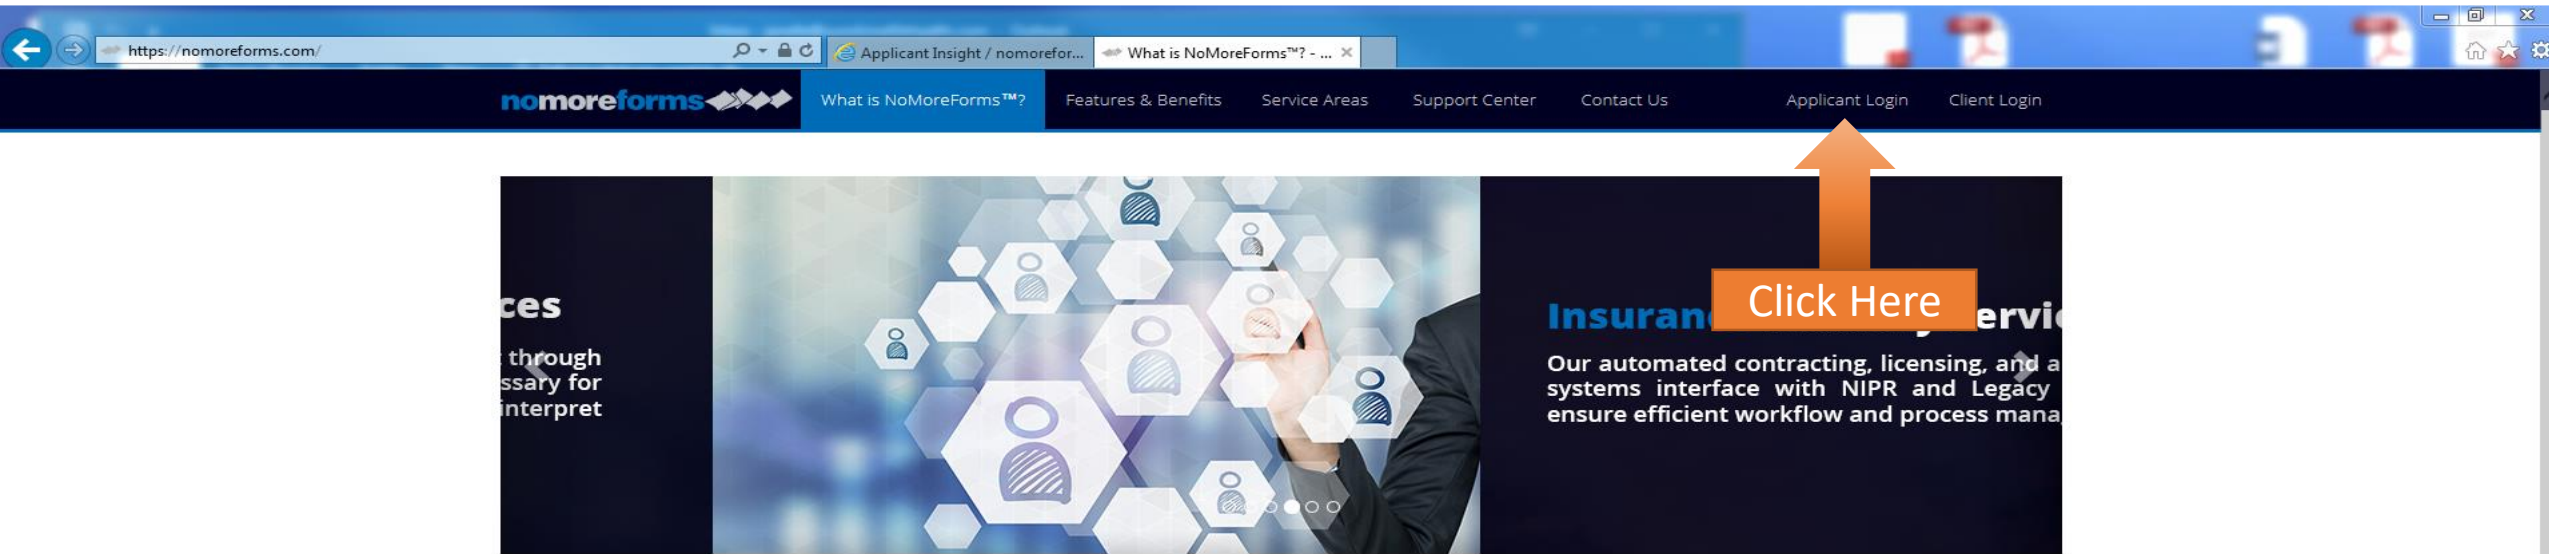 https://nomoreforms.com/
Applicant Insight / nomorefor...
What is NoMoreForms™? - ...
nomoreforms
What is NoMoreForms™?
Features & Benefits
Service Areas
Support Center
Contact Us
Applicant Login
Client Login
Click Here
ces
through
ssary for
interpret
Insuran
ervi
Our automated contracting, licensing, and a
systems interface with NIPR and Legacy
ensure efficient workflow and process mana